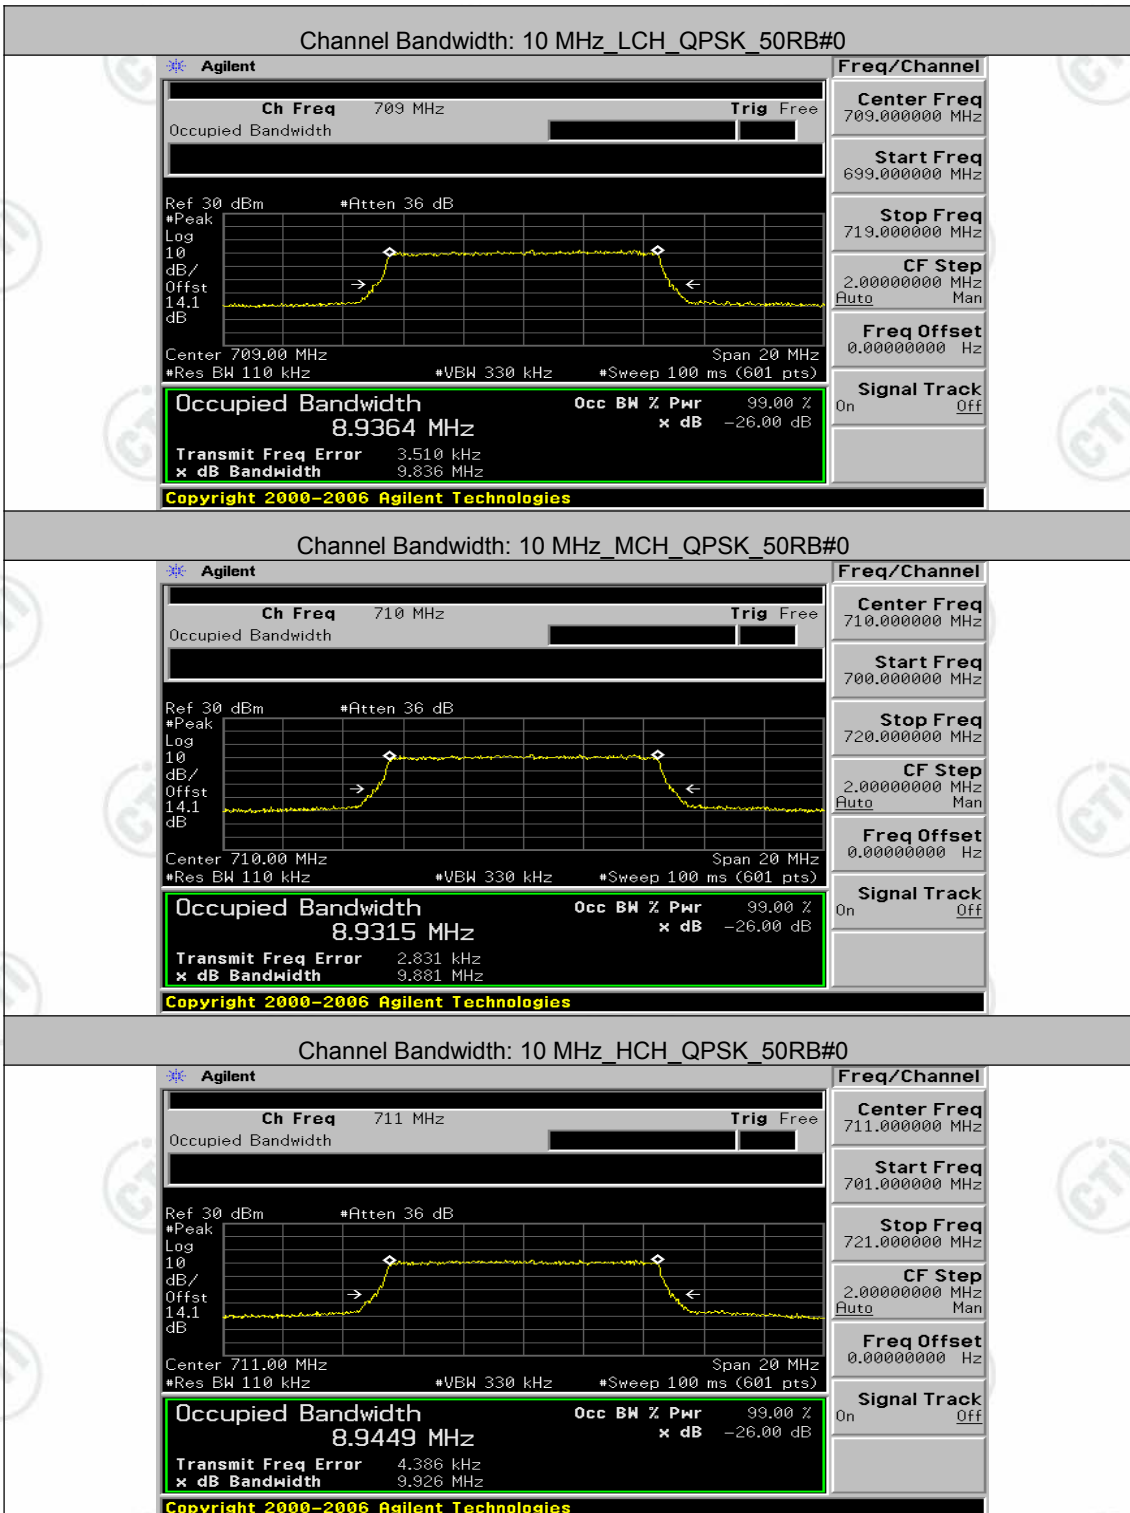 Channel Bandwidth: 10 MHz_LCH_QPSK_50RB#0
Agilent
Freq/Channel
Ch Freq 709 MHz Trig Free
Occupied Bandwidth
Center Freq
709.000000 MHz
Start Freq
699.000000 MHz
Stop Freq
719.000000 MHz
CF Step
2.00000000 MHz
Auto Man
Freq Offset
0.00000000 Hz
Signal Track
On Off
Ref 30 dBm #Atten 36 dB
#Peak
Log
10
dB/
Offst
14.1
dB
Center 709.00 MHz Span 20 MHz
#Res BW 110 kHz #VBW 330 kHz #Sweep 100 ms (601 pts)
Occupied Bandwidth Occ BW % Pwr 99.00 %
8.9364 MHz x dB -26.00 dB
Transmit Freq Error 3.510 kHz
x dB Bandwidth 9.836 MHz
Copyright 2000-2006 Agilent Technologies
Channel Bandwidth: 10 MHz_MCH_QPSK_50RB#0
Agilent
Freq/Channel
Ch Freq 710 MHz Trig Free
Occupied Bandwidth
Center Freq
710.000000 MHz
Start Freq
700.000000 MHz
Stop Freq
720.000000 MHz
CF Step
2.00000000 MHz
Auto Man
Freq Offset
0.00000000 Hz
Signal Track
On Off
Ref 30 dBm #Atten 36 dB
#Peak
Log
10
dB/
Offst
14.1
dB
Center 710.00 MHz Span 20 MHz
#Res BW 110 kHz #VBW 330 kHz #Sweep 100 ms (601 pts)
Occupied Bandwidth Occ BW % Pwr 99.00 %
8.9315 MHz x dB -26.00 dB
Transmit Freq Error 2.831 kHz
x dB Bandwidth 9.881 MHz
Copyright 2000-2006 Agilent Technologies
Channel Bandwidth: 10 MHz_HCH_QPSK_50RB#0
Agilent
Freq/Channel
Ch Freq 711 MHz Trig Free
Occupied Bandwidth
Center Freq
711.000000 MHz
Start Freq
701.000000 MHz
Stop Freq
721.000000 MHz
CF Step
2.00000000 MHz
Auto Man
Freq Offset
0.00000000 Hz
Signal Track
On Off
Ref 30 dBm #Atten 36 dB
#Peak
Log
10
dB/
Offst
14.1
dB
Center 711.00 MHz Span 20 MHz
#Res BW 110 kHz #VBW 330 kHz #Sweep 100 ms (601 pts)
Occupied Bandwidth Occ BW % Pwr 99.00 %
8.9449 MHz x dB -26.00 dB
Transmit Freq Error 4.386 kHz
x dB Bandwidth 9.926 MHz
Copyright 2000-2006 Agilent Technologies